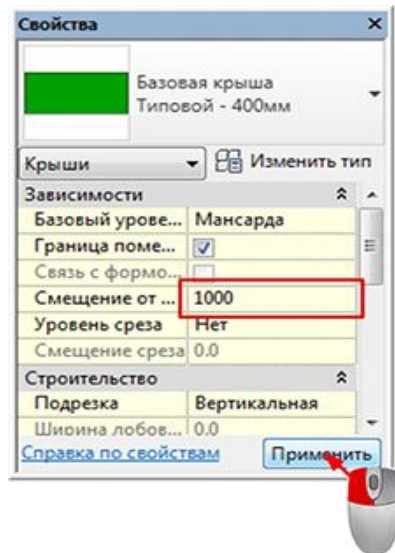 Свойства
Базовая крыша
Типовой - 400мм
Крыши
Изменить тип
Зависимости
Базовый урове... Мансарда
Граница поме...
Связь с формо...
Смещение от ... 1000
Уровень среза Нет
Смещение среза 0.0
Строительство
Подрезка Вертикальная
Ширина лобов... 0.0
Справка по свойствам
Применить